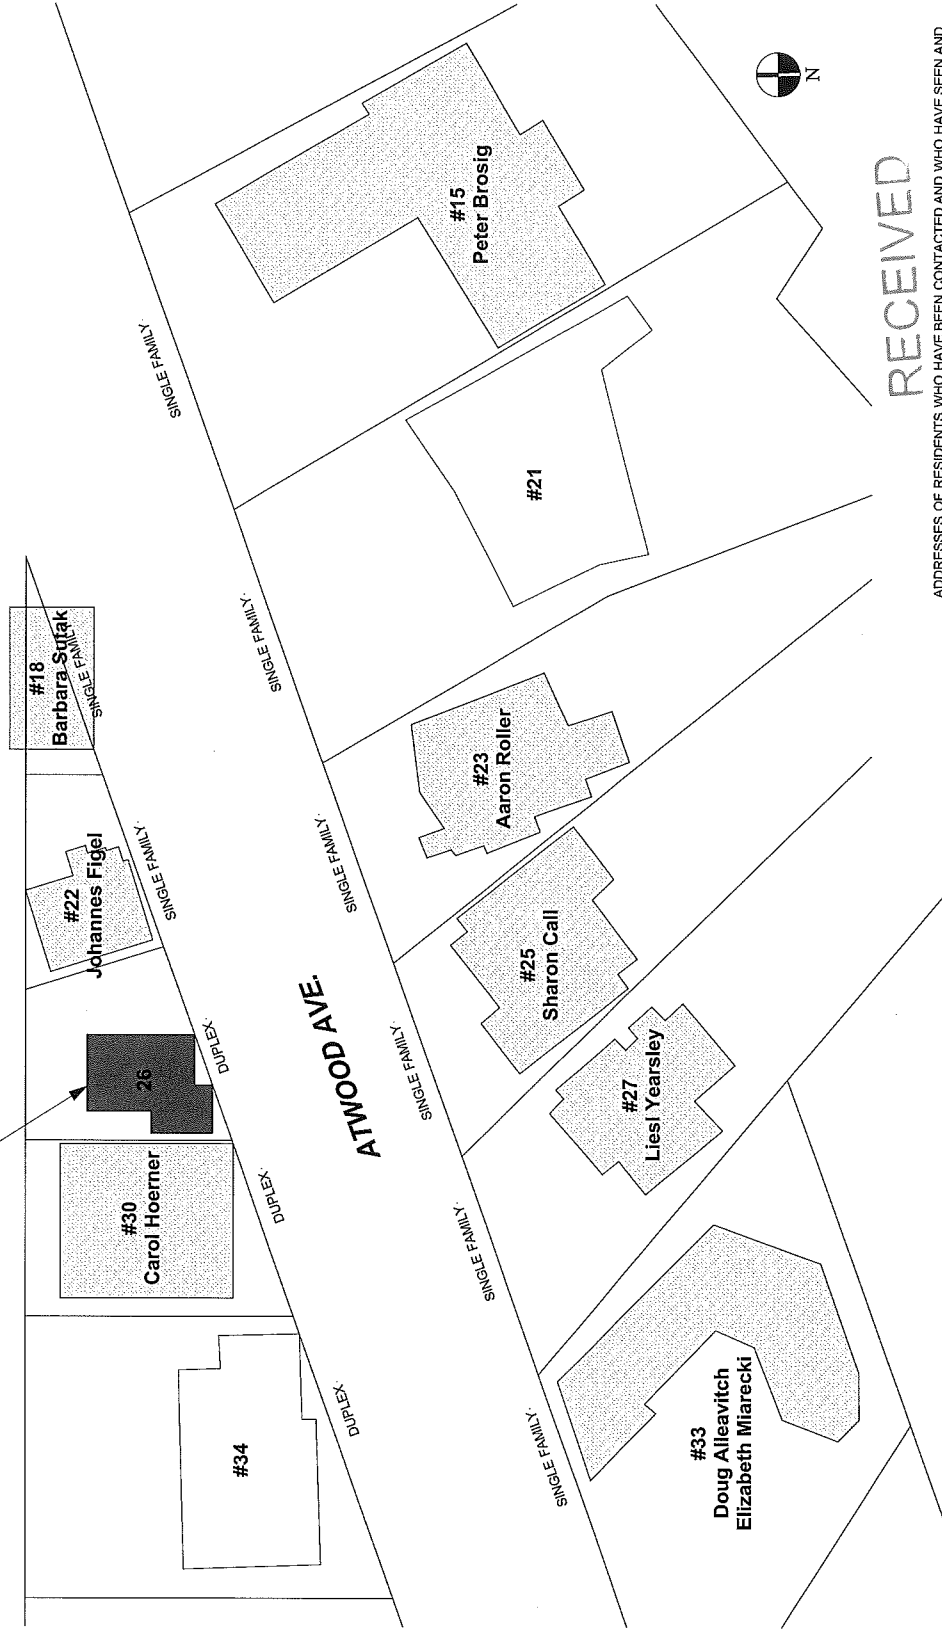 #18
Barbara Sutak
SINGLE FAMILY
#22
Johannes Figel
SINGLE FAMILY
26
DUPLEX
#30
Carol Hoerner
DUPLEX
#34
DUPLEX
ATWOOD AVE.
SINGLE FAMILY
#15
Peter Brosig
SINGLE FAMILY
#21
SINGLE FAMILY
#23
Aaron Roller
SINGLE FAMILY
#25
Sharon Call
SINGLE FAMILY
#27
Liesl Yearsley
SINGLE FAMILY
#33
Doug Alleavitch
Elizabeth Miarecki
N
RECEIVED
ADDRESSES OF RESIDENTS WHO HAVE BEEN CONTACTED AND WHO HAVE SEEN AND